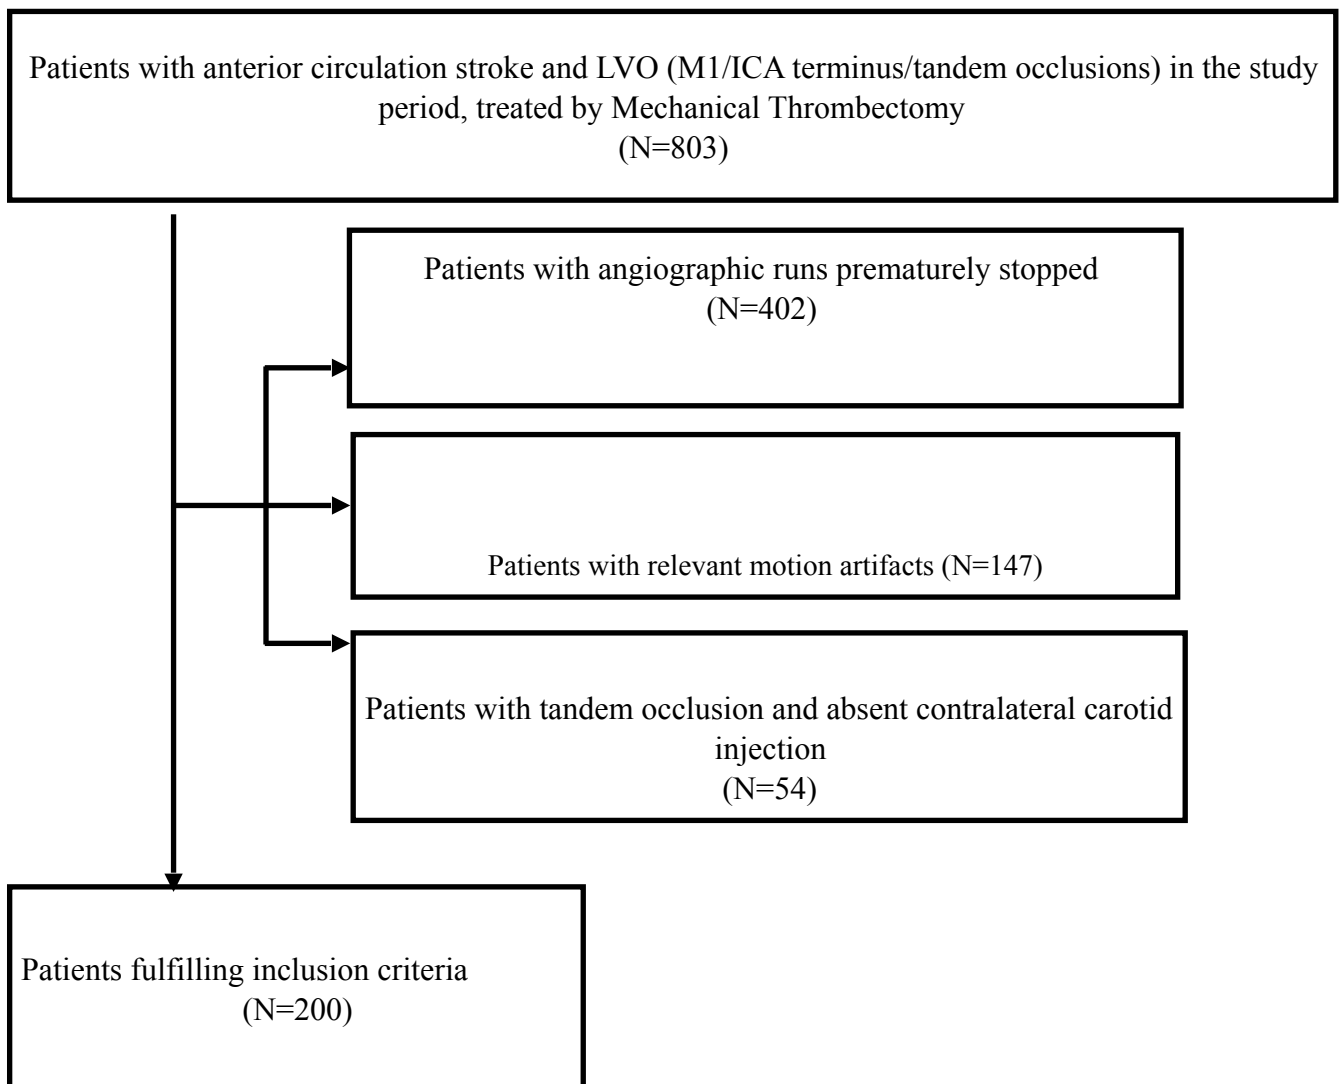 Patients with anterior circulation stroke and LVO (M1/ICA terminus/tandem occlusions) in the study
period, treated by Mechanical Thrombectomy
(N=803)
Patients with angiographic runs prematurely stopped
(N=402)
Patients with relevant motion artifacts (N=147)
Patients with tandem occlusion and absent contralateral carotid
injection
(N=54)
Patients fulfilling inclusion criteria
(N=200)